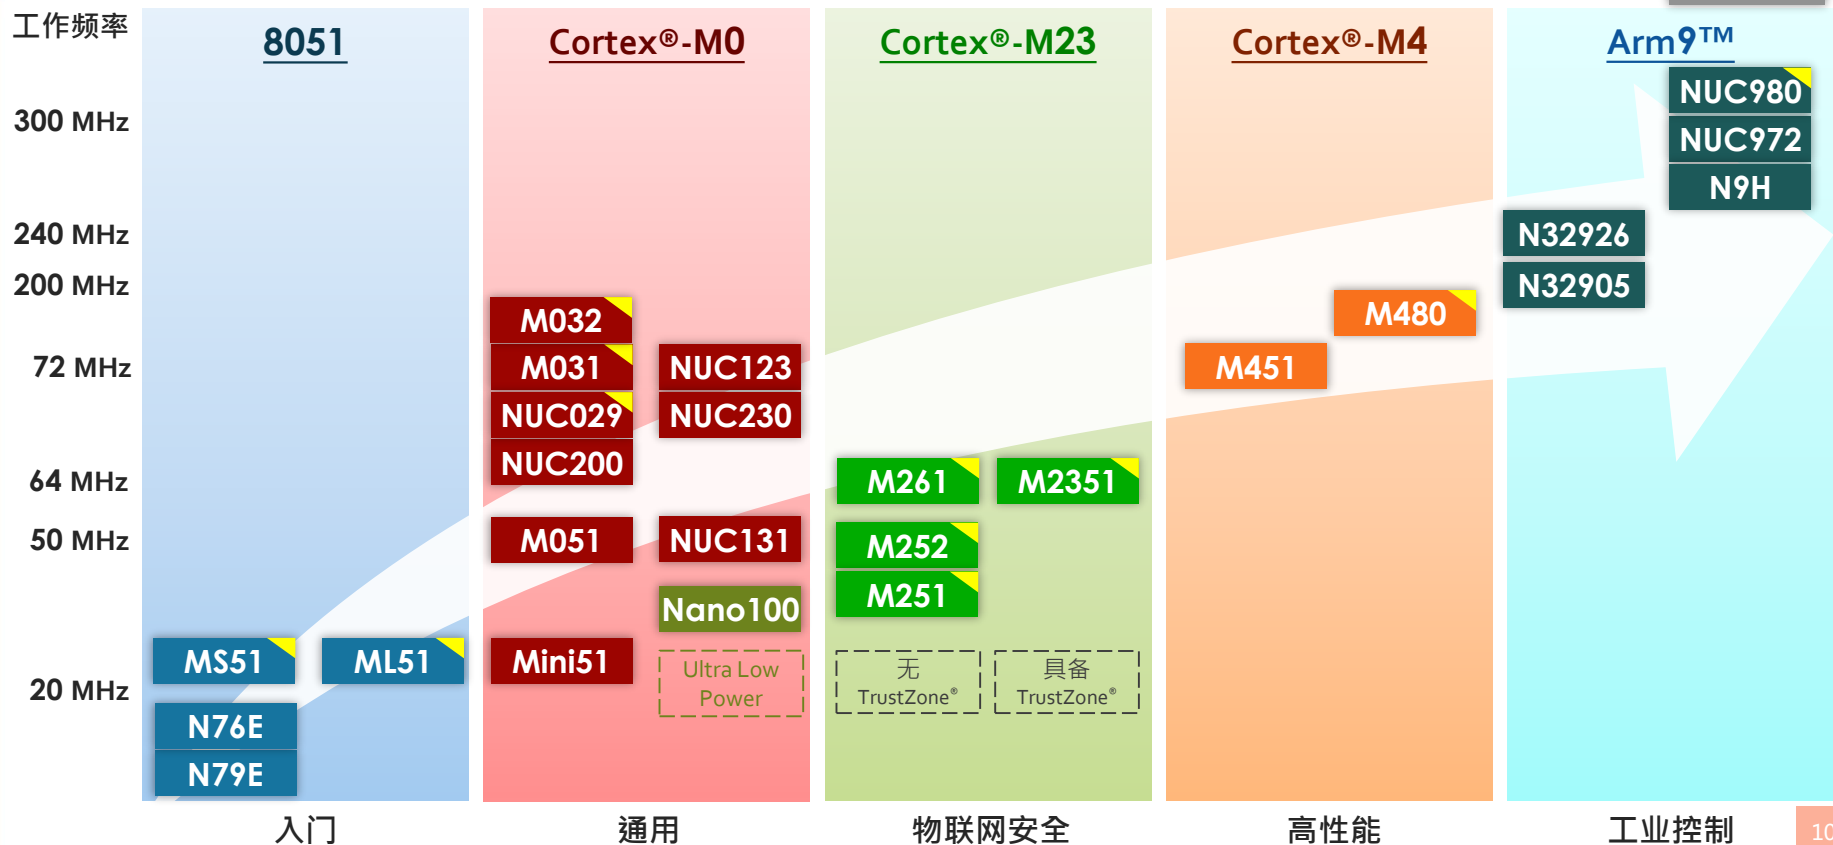 工作频率
300 MHz
240 MHz
200 MHz
72 MHz
64 MHz
50 MHz
20 MHz
8051
MS51
ML51
N76E
N79E
入门
Cortex®-M0
M032
M031
NUC123
NUC029
NUC230
NUC200
M051
NUC131
Nano100
Mini51
Ultra Low
Power
通用
Cortex®-M23
M261
M2351
M252
M251
无
TrustZone®
具备
TrustZone®
物联网安全
Cortex®-M4
M480
M451
高性能
Arm9™
NUC980
NUC972
N9H
N32926
N32905
工业控制
10